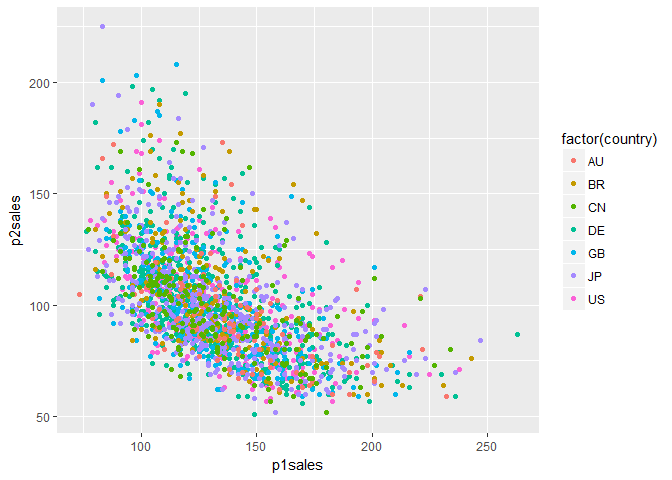 200
150
100
50
p2sales
100 150 200 250
p1sales
factor(country)
AU
BR
CN
DE
GB
JP
US